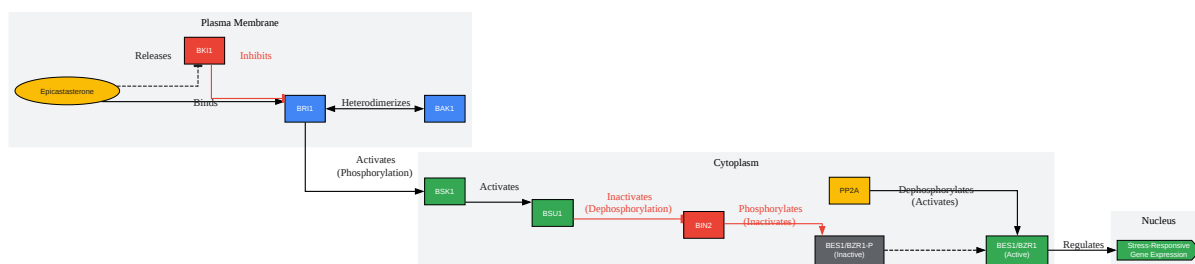 Plasma Membrane
BKI1
Releases
Inhibits
Epicastasterone
Binds
BRI1
Heterodimerizes
BAK1
Activates
(Phosphorylation)
Cytoplasm
BSK1
Activates
BSU1
Inactivates
(Dephosphorylation)
BIN2
Phosphorylates
(Inactivates)
PP2A
Dephosphorylates
(Activates)
BES1/BZR1-P
(Inactive)
BES1/BZR1
(Active)
Regulates
Nucleus
Stress-Responsive
Gene Expression